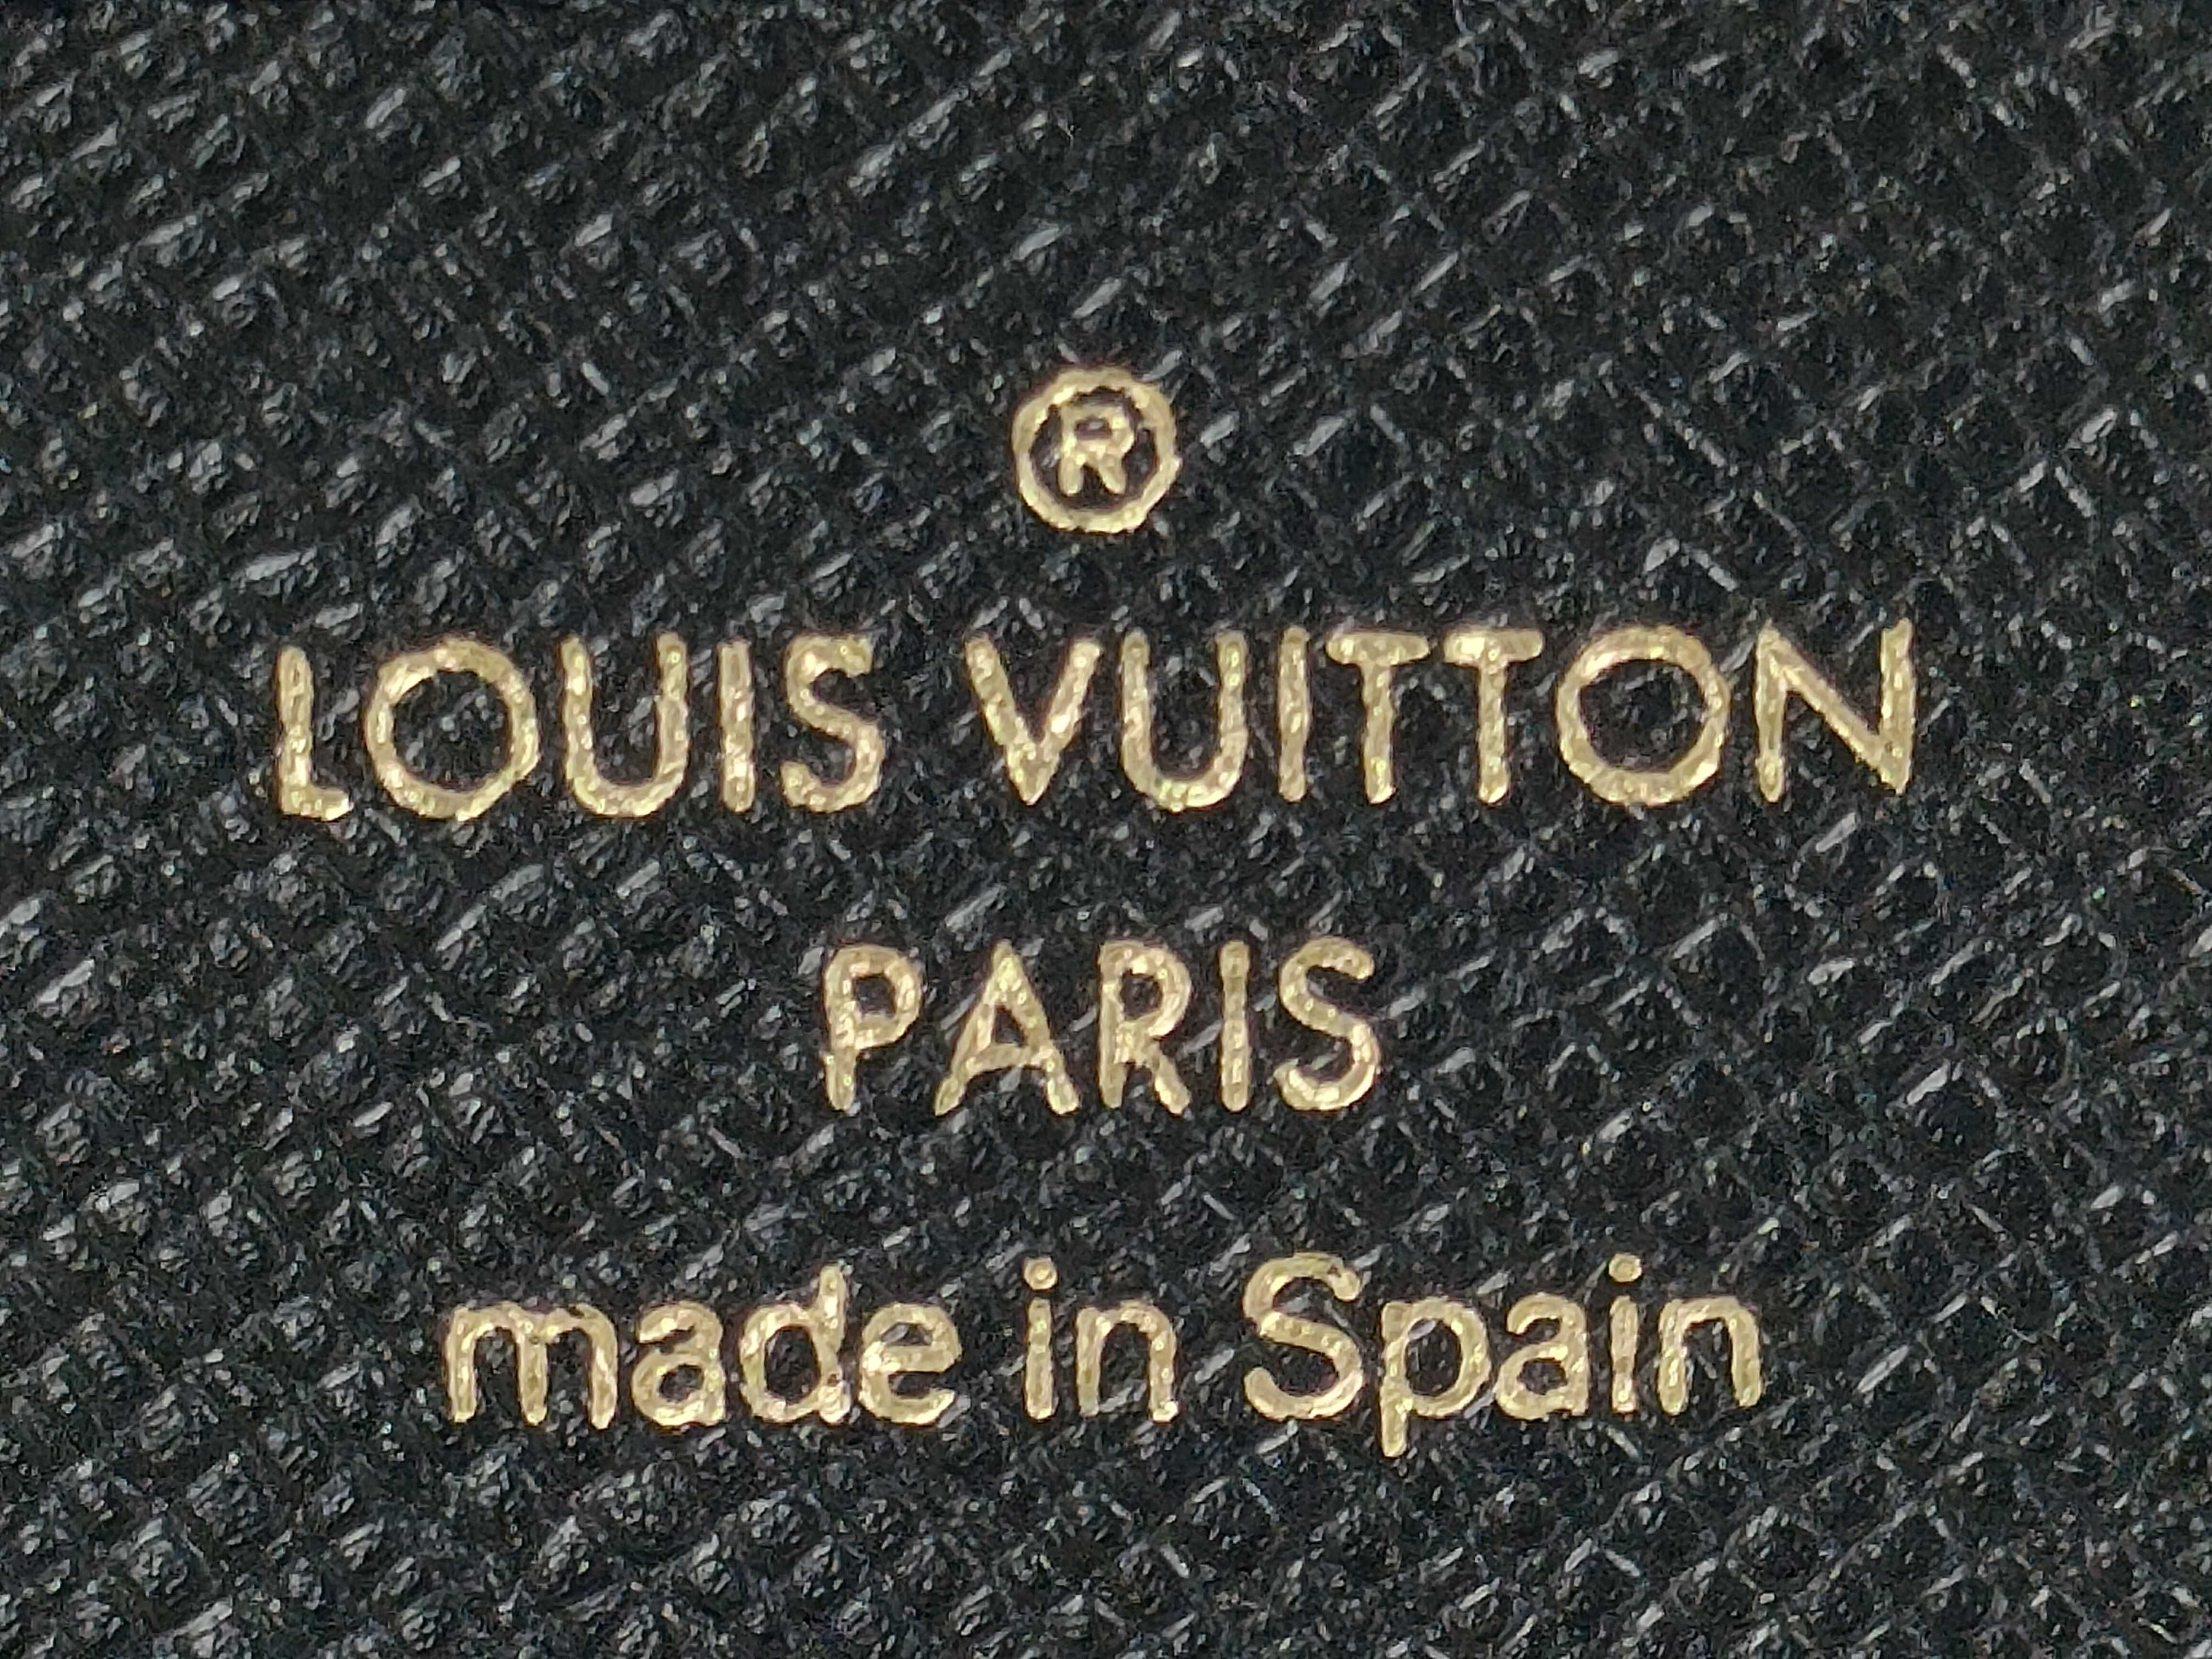 ®
LOUIS VUITTON
PARIS
made in Spain